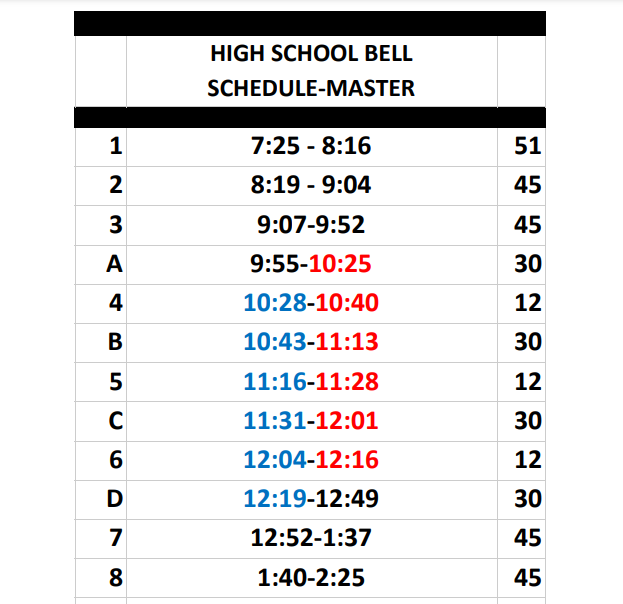 HIGH SCHOOL BELL
SCHEDULE-MASTER
1 7:25 - 8:16 51
2 8:19 - 9:04 45
3 9:07-9:52 45
A 9:55-10:25 30
4 10:28-10:40 12
B 10:43-11:13 30
5 11:16-11:28 12
C 11:31-12:01 30
6 12:04-12:16 12
D 12:19-12:49 30
7 12:52-1:37 45
8 1:40-2:25 45